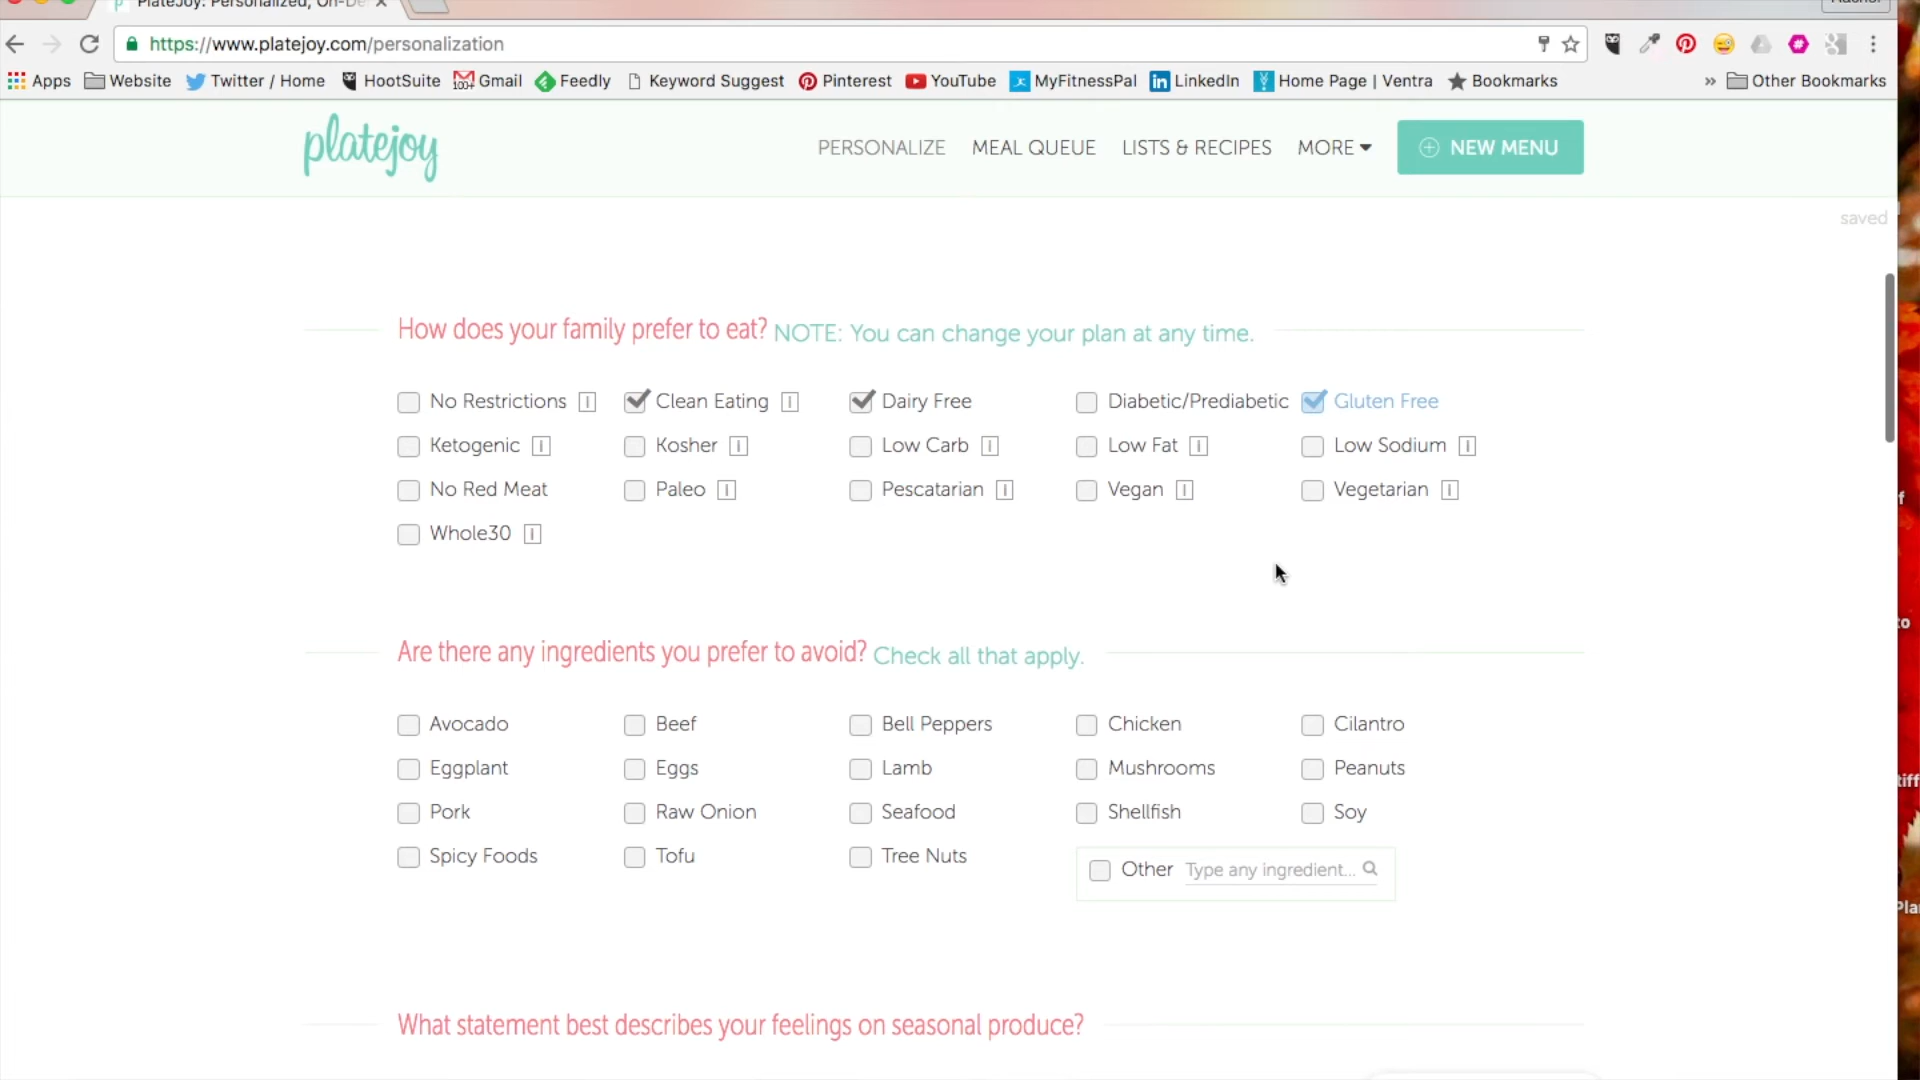 PlateJoy: Personalized, On-De
https://www.platejoy.com/personalization
Apps Website Twitter / Home HootSuite Gmail Feedly Keyword Suggest Pinterest YouTube MyFitnessPal LinkedIn Home Page | Ventra Bookmarks » Other Bookmarks
platejoy PERSONALIZE MEAL QUEUE LISTS & RECIPES MORE NEW MENU
saved
How does your family prefer to eat? NOTE: You can change your plan at any time.
No Restrictions i Clean Eating i Dairy Free Diabetic/Prediabetic Gluten Free
Ketogenic i Kosher i Low Carb i Low Fat i Low Sodium i
No Red Meat Paleo i Pescatarian i Vegan i Vegetarian i
Whole30 i
Are there any ingredients you prefer to avoid? Check all that apply.
Avocado Beef Bell Peppers Chicken Cilantro
Eggplant Eggs Lamb Mushrooms Peanuts
Pork Raw Onion Seafood Shellfish Soy
Spicy Foods Tofu Tree Nuts Other Type any ingredient...
What statement best describes your feelings on seasonal produce?